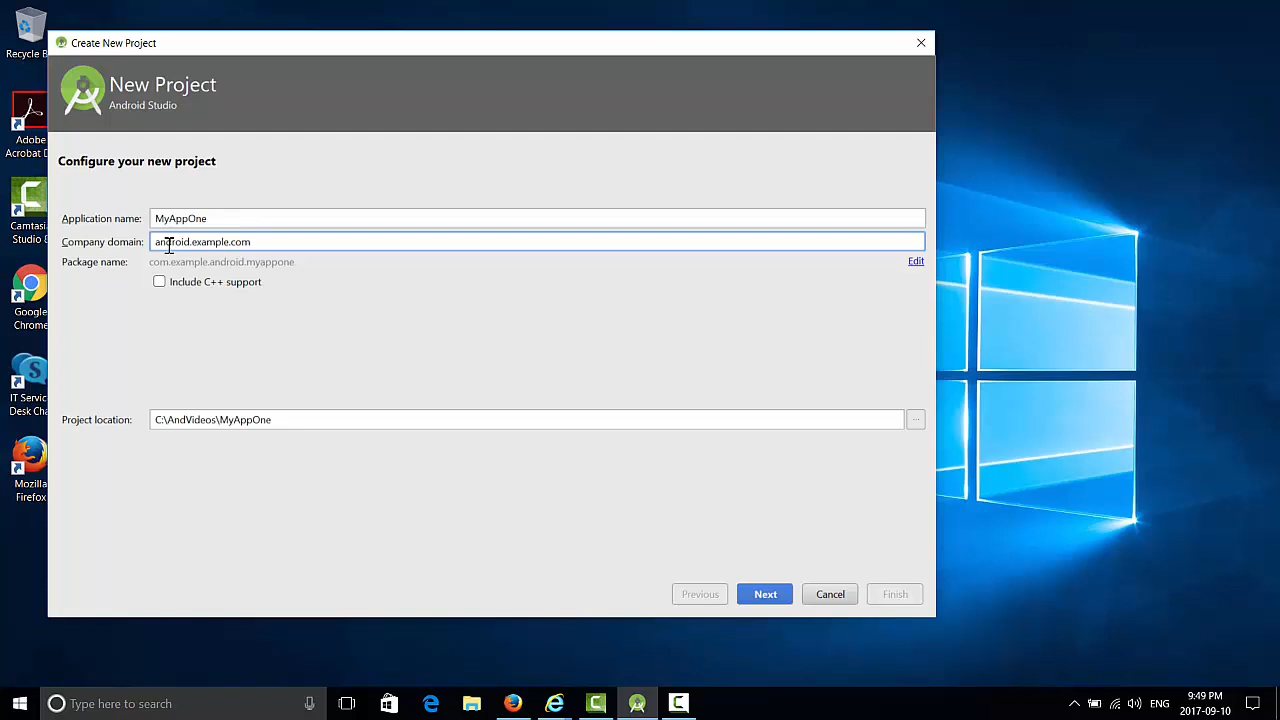 Recycle B
Adobe
Acrobat D
Camtasia
Studio 8
Google
Chrome
IT Service
Desk Cha
Mozilla
Firefox
Create New Project
New Project
Android Studio
Configure your new project
Application name: MyAppOne
Company domain: android.example.com
Package name: com.example.android.myappone Edit
Include C++ support
Project location: C:\AndVideos\MyAppOne ...
Previous Next Cancel Finish
Type here to search
ENG
9:49 PM
2017-09-10